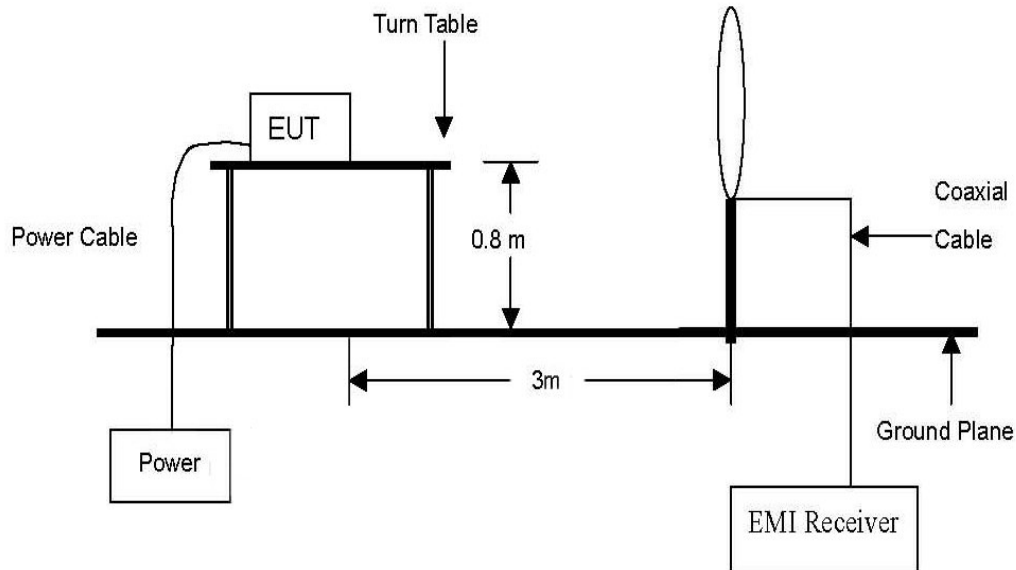 Turn Table
EUT
Power Cable
0.8 m
Coaxial
Cable
3m
Ground Plane
Power
EMI Receiver